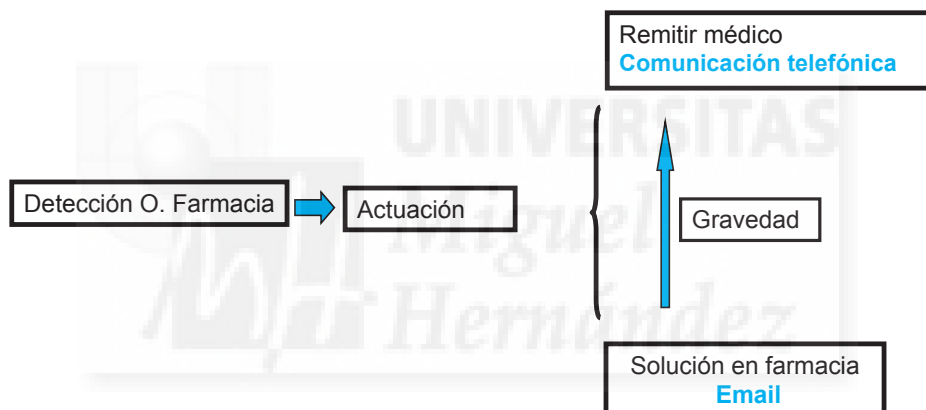 Remitir médico
Comunicación telefónica
UNIVERSITAS
Miguel
Hernández
Detección O. Farmacia
Actuación
Gravedad
Solución en farmacia
Email